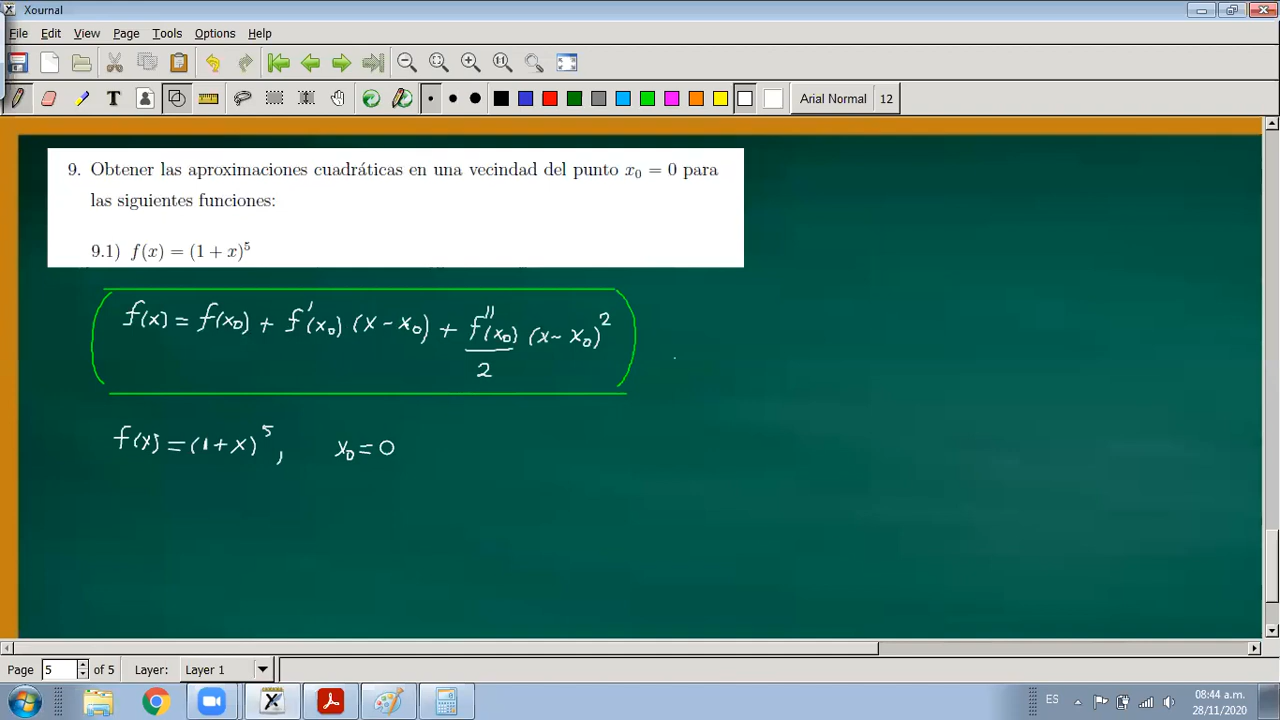 Xournal
File Edit View Page Tools Options Help
Arial Normal 12
9. Obtener las aproximaciones cuadráticas en una vecindad del punto x₀ = 0 para
las siguientes funciones:
9.1) f(x) = (1 + x)⁵
f(x) = f(x₀) + f'(x₀) (x - x₀) + f''(x₀)/2 (x - x₀)²
f(x) = (1+x)⁵, x₀ = 0
Page 5 of 5 Layer: Layer 1
ES 08:44 a.m.
28/11/2020